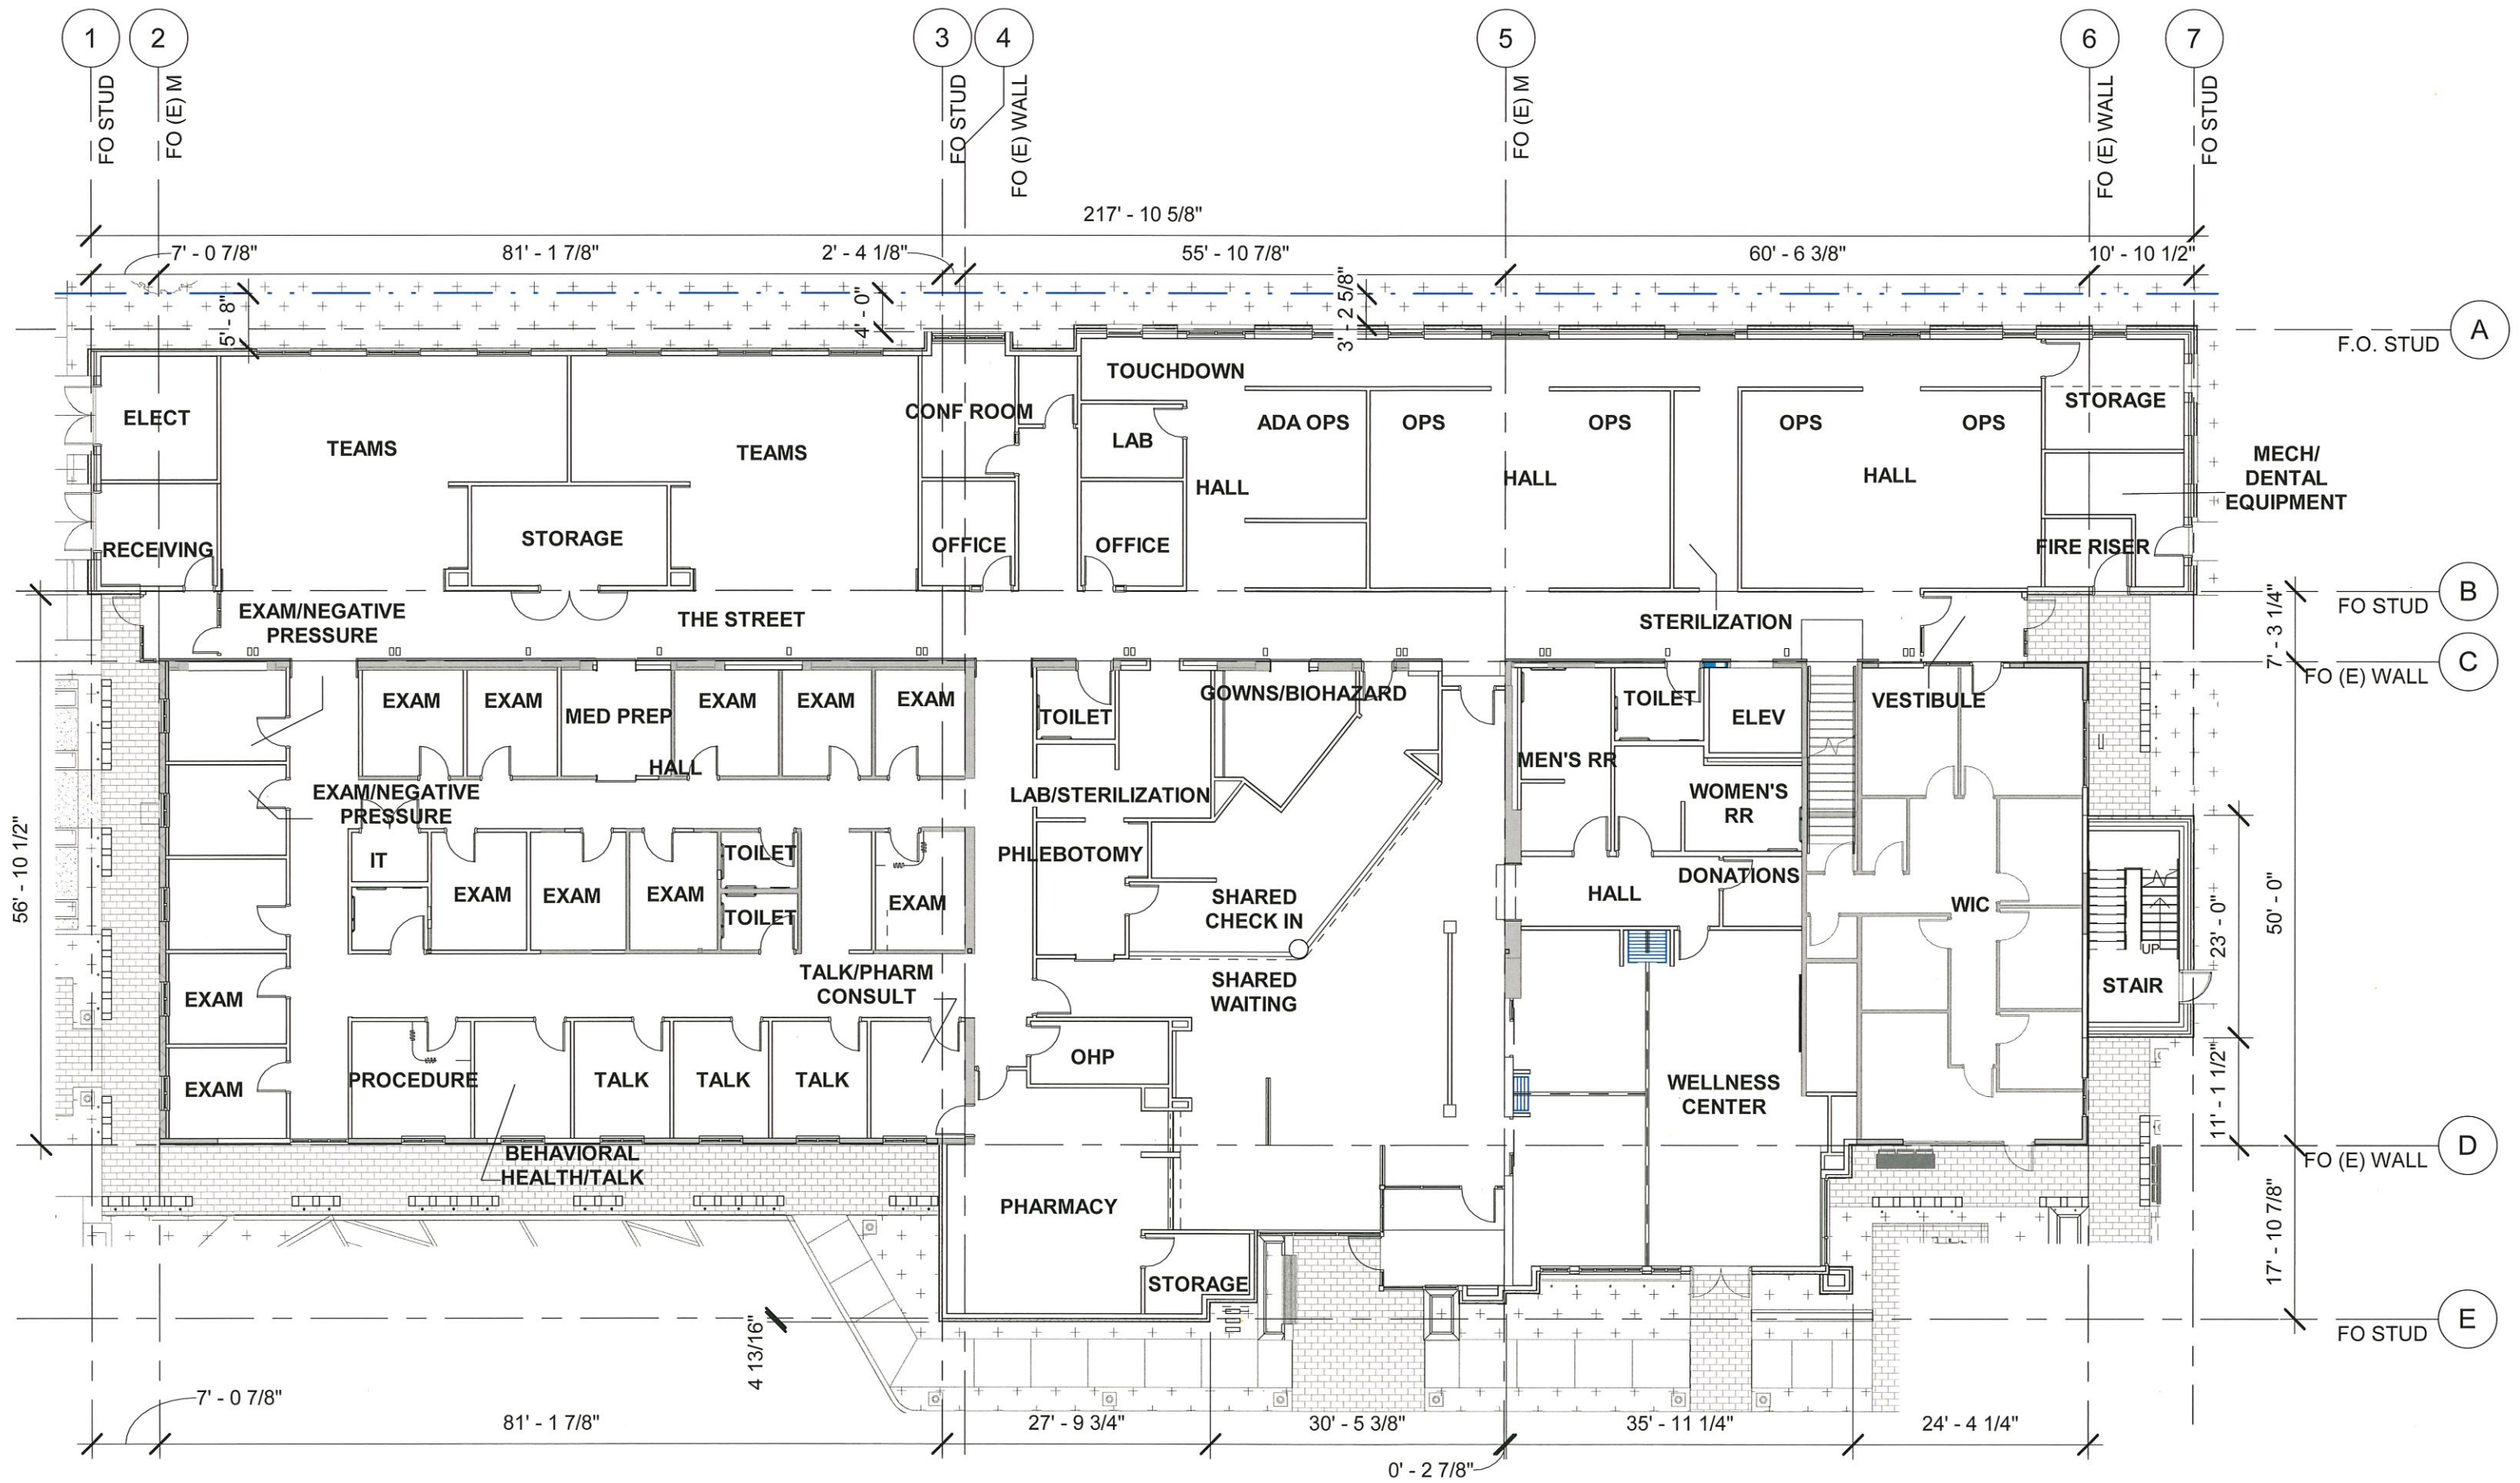 1
2
3
4
5
6
7
FO STUD
FO (E) M
FO STUD
FO (E) WALL
FO (E) M
FO (E) WALL
FO STUD
217' - 10 5/8"
7' - 0 7/8"
81' - 1 7/8"
2' - 4 1/8"
55' - 10 7/8"
60' - 6 3/8"
10' - 10 1/2"
5' - 8"
4' - 0"
3' - 2 5/8"
A
F.O. STUD
TOUCHDOWN
ELECT
TEAMS
TEAMS
CONF ROOM
LAB
ADA OPS
OPS
OPS
OPS
OPS
STORAGE
HALL
HALL
HALL
MECH/
DENTAL
EQUIPMENT
RECEIVING
STORAGE
OFFICE
OFFICE
FIRE RISER
B
FO STUD
EXAM/NEGATIVE
PRESSURE
THE STREET
STERILIZATION
7' - 3 1/4"
C
FO (E) WALL
EXAM
EXAM
MED PREP
EXAM
EXAM
EXAM
TOILET
GOWNS/BIOHAZARD
TOILET
ELEV
VESTIBULE
HALL
MEN'S RR
EXAM/NEGATIVE
PRESSURE
LAB/STERILIZATION
WOMEN'S
RR
56' - 10 1/2"
IT
EXAM
EXAM
EXAM
TOILET
TOILET
EXAM
PHLEBOTOMY
SHARED
CHECK IN
HALL
DONATIONS
WIC
23' - 0"
50' - 0"
UP
STAIR
EXAM
TALK/PHARM
CONSULT
SHARED
WAITING
EXAM
PROCEDURE
TALK
TALK
TALK
OHP
WELLNESS
CENTER
11' - 11 1/2"
D
FO (E) WALL
BEHAVIORAL
HEALTH/TALK
PHARMACY
STORAGE
17' - 10 7/8"
E
FO STUD
4 13/16"
7' - 0 7/8"
81' - 1 7/8"
27' - 9 3/4"
30' - 5 3/8"
35' - 11 1/4"
24' - 4 1/4"
0' - 2 7/8"